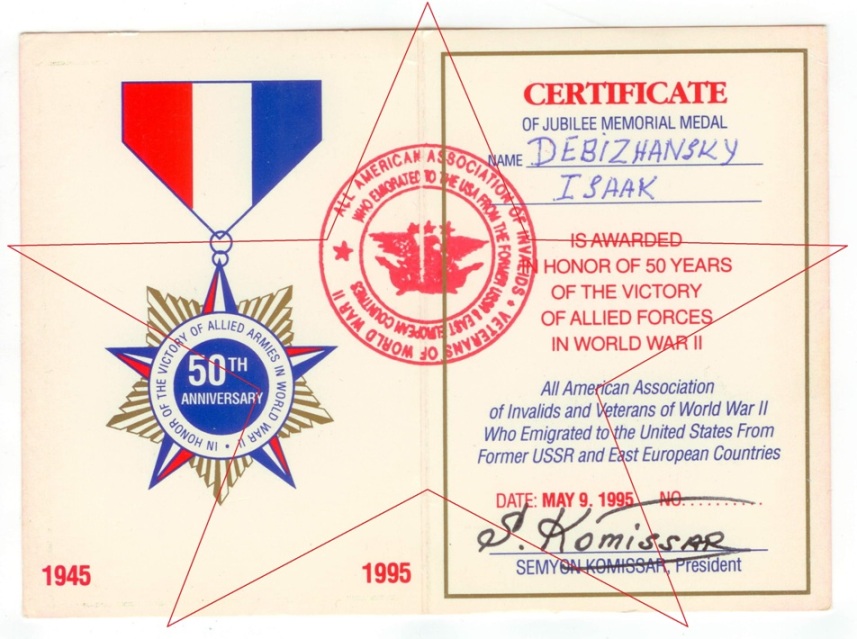 IN HONOR OF THE VICTORY OF ALLIED ARMIES IN WORLD WAR II •
50TH
ANNIVERSARY
1945
1995
ALL AMERICAN ASSOCIATION OF INVALIDS • VETERANS OF WORLD WAR II
WHO EMIGRATED TO THE USA FROM THE FORMER USSR & EAST EUROPEAN COUNTRIES
CERTIFICATE
OF JUBILEE MEMORIAL MEDAL
NAME DEBIZHANSKY
ISAAK
IS AWARDED
IN HONOR OF 50 YEARS
OF THE VICTORY
OF ALLIED FORCES
IN WORLD WAR II
All American Association
of Invalids and Veterans of World War II
Who Emigrated to the United States From
Former USSR and East European Countries
DATE: MAY 9. 1995 NO. . . . . . . . . . .
S. Komissar
SEMYON KOMISSAR, President